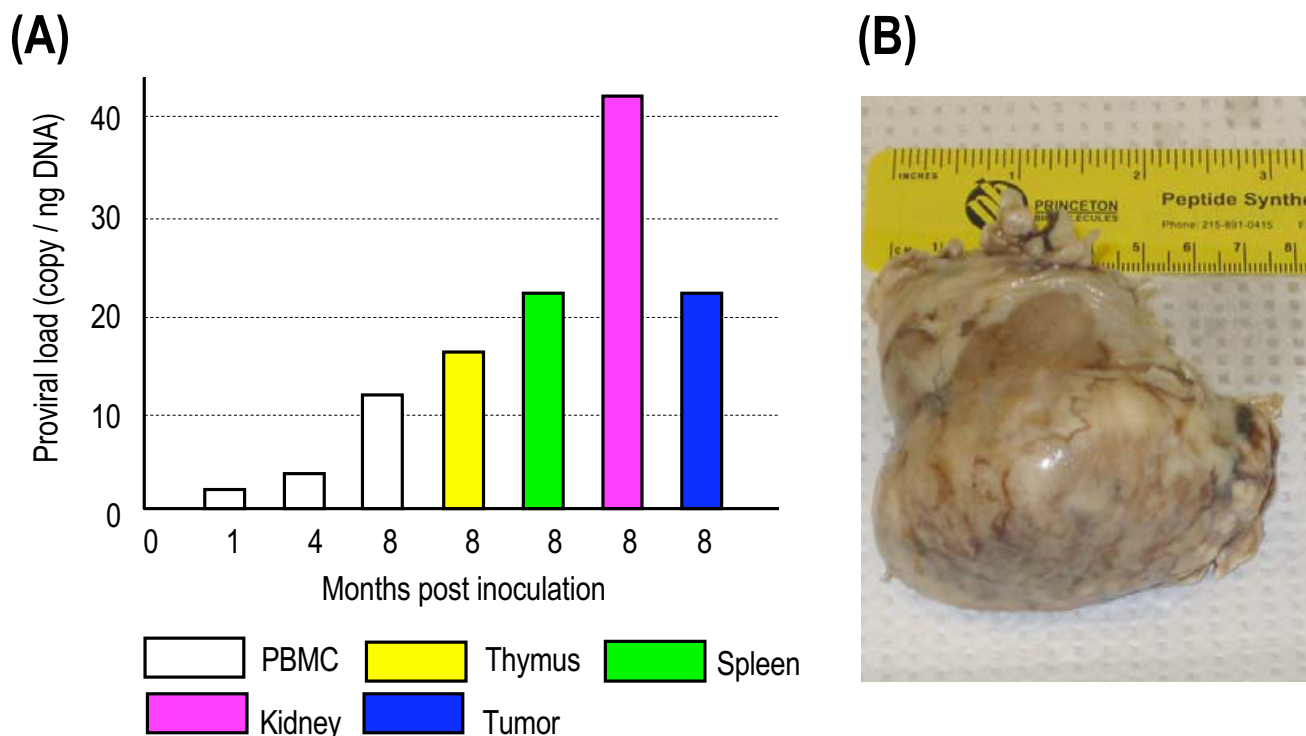 (A)
(B)
Proviral load (copy / ng DNA)
40
30
20
10
0
0 1 4 8 8 8 8 8
Months post inoculation
PBMC Thymus Spleen
Kidney Tumor
INCHES 1 2 3
PRINCETON
BIOMOLECULES
Peptide Synthe
Phone: 215-891-0415 F
1 5 6 7 8